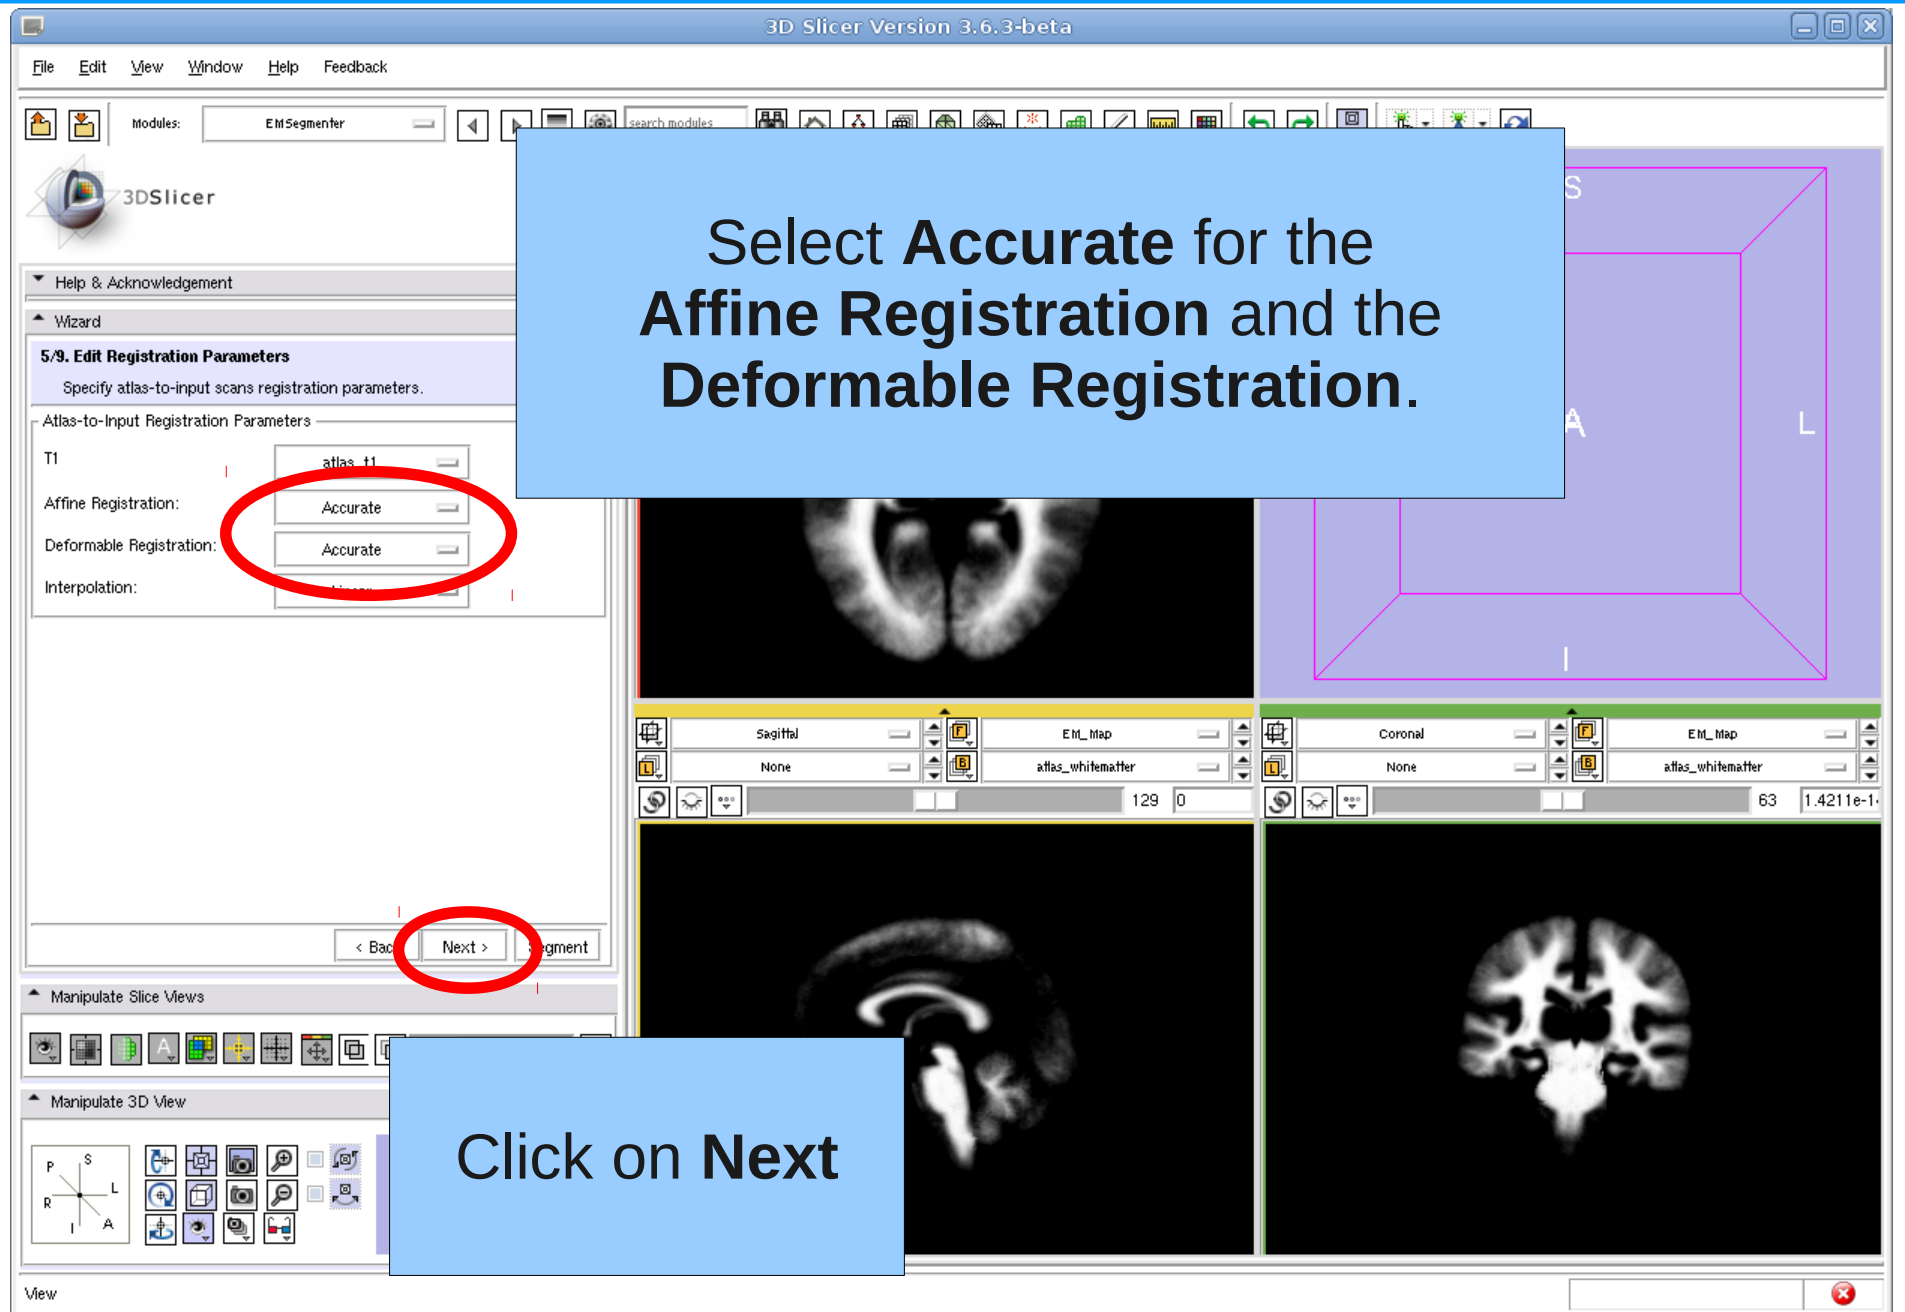 3D Slicer Version 3.6.3-beta
File Edit View Window Help Feedback
Modules: EMSegmenter search modules
3DSlicer
Select Accurate for the
Affine Registration and the
Deformable Registration.
Help & Acknowledgement
Wizard
5/9. Edit Registration Parameters
Specify atlas-to-input scans registration parameters.
Atlas-to-Input Registration Parameters
T1 atlas_t1
Affine Registration: Accurate
Deformable Registration: Accurate
Interpolation:
S
A L
I
Sagittal F EM_Map
L None B atlas_whitematter
129 0
Coronal F EM_Map
L None B atlas_whitematter
63 1.4211e-1
< Bac Next > Segment
Manipulate Slice Views
A
Manipulate 3D View
P S
R L
I A
Click on Next
View